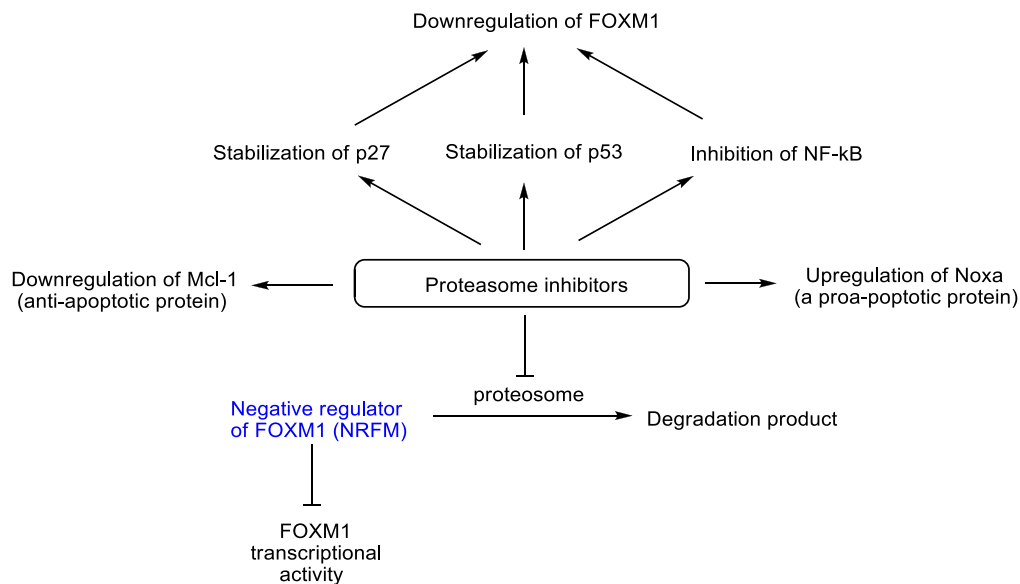 Downregulation of FOXM1
Stabilization of p27
Stabilization of p53
Inhibition of NF-kB
Downregulation of Mcl-1
(anti-apoptotic protein)
Proteasome inhibitors
Upregulation of Noxa
(a proa-poptotic protein)
proteosome
Negative regulator
of FOXM1 (NRFM)
Degradation product
FOXM1
transcriptional
activity